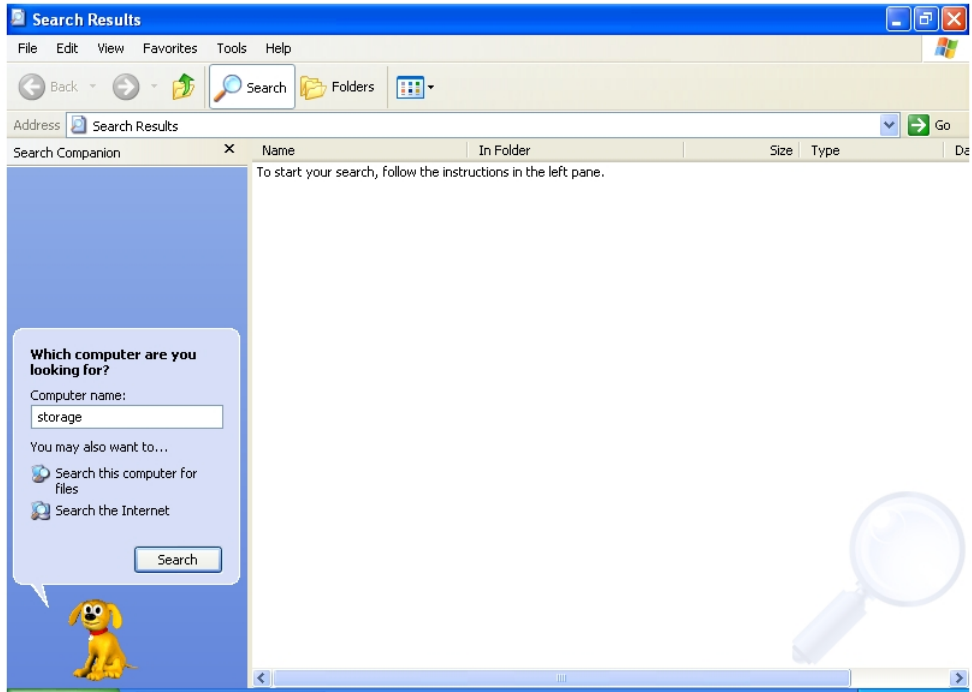 Search Results
File Edit View Favorites Tools Help
Back Search Folders
Address Search Results Go
Search Companion
Name In Folder Size Type Da
To start your search, follow the instructions in the left pane.
Which computer are you
looking for?
Computer name:
storage
You may also want to...
Search this computer for
files
Search the Internet
Search